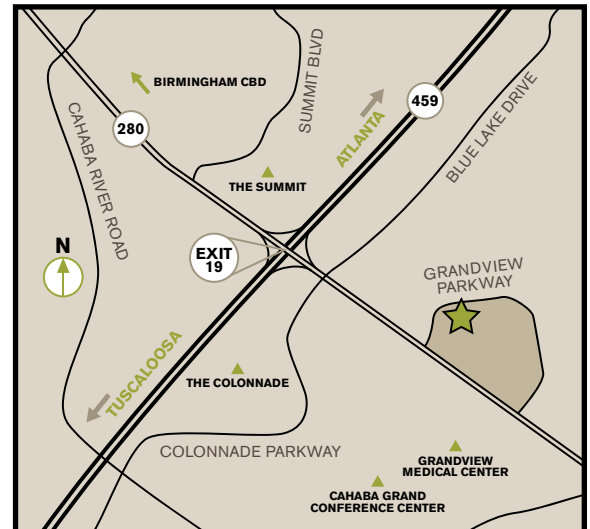 SUMMIT BLVD
BIRMINGHAM CBD
459
ATLANTA
BLUE LAKE DRIVE
CAHABA RIVER ROAD
280
THE SUMMIT
N
EXIT
19
GRANDVIEW
PARKWAY
TUSCALOOSA
THE COLONNADE
COLONNADE PARKWAY
GRANDVIEW
MEDICAL CENTER
CAHABA GRAND
CONFERENCE CENTER